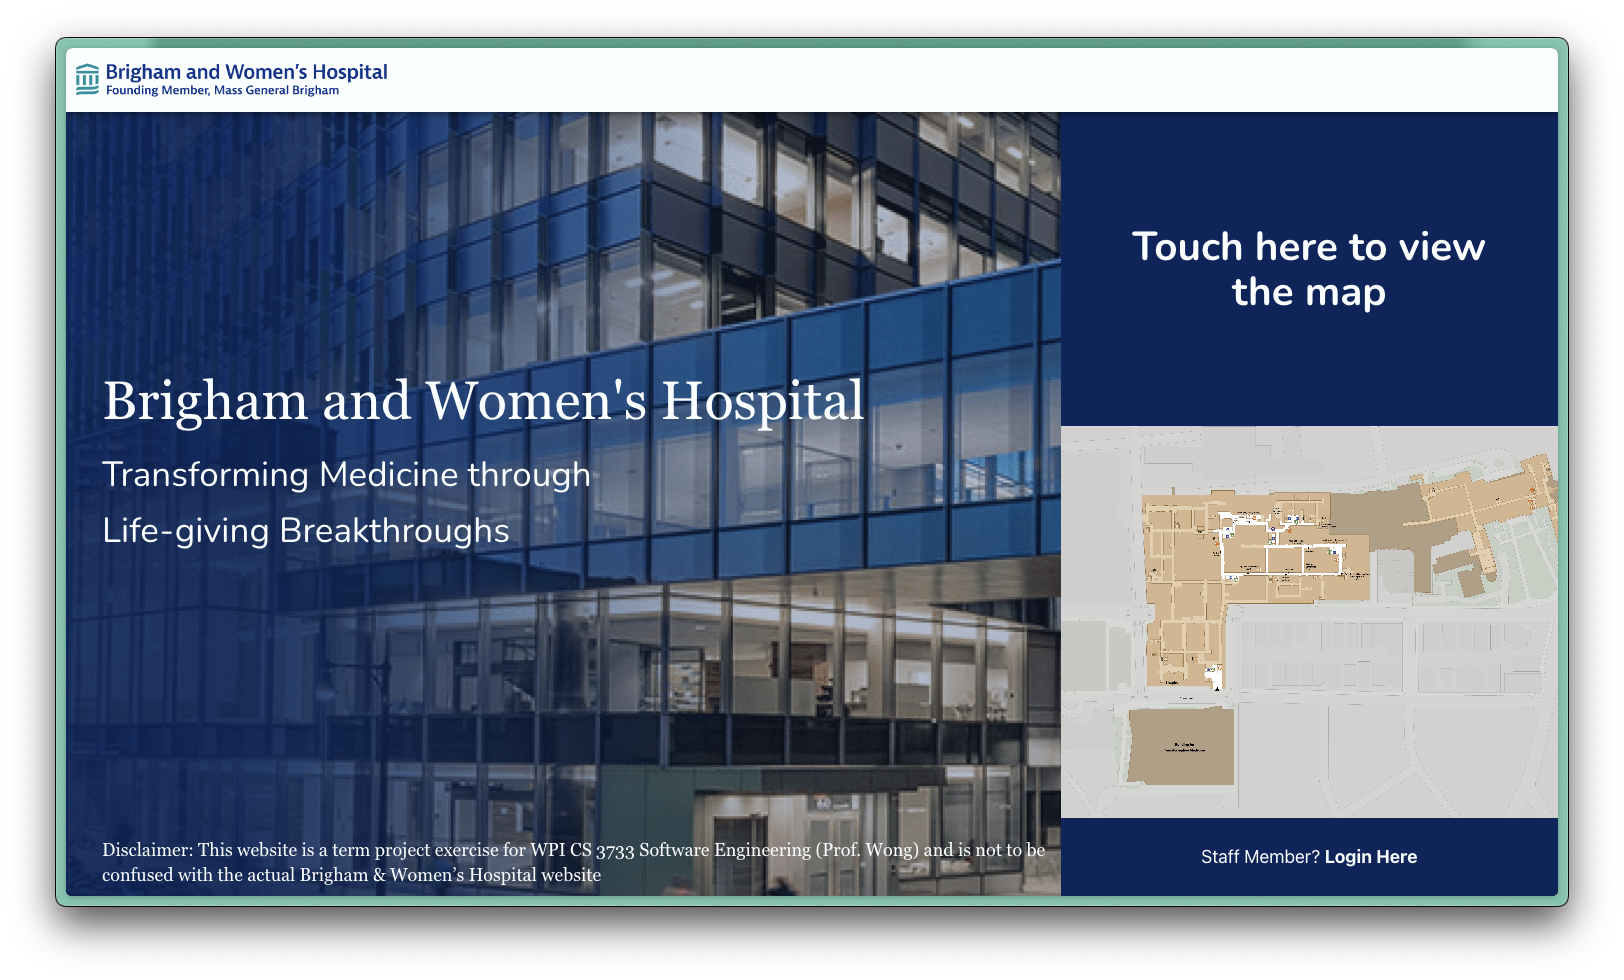 Brigham and Women's Hospital
Founding Member, Mass General Brigham
Brigham and Women's Hospital
Transforming Medicine through
Life-giving Breakthroughs
Disclaimer: This website is a term project exercise for WPI CS 3733 Software Engineering (Prof. Wong) and is not to be
confused with the actual Brigham & Women’s Hospital website
Touch here to view
the map
Staff Member? Login Here